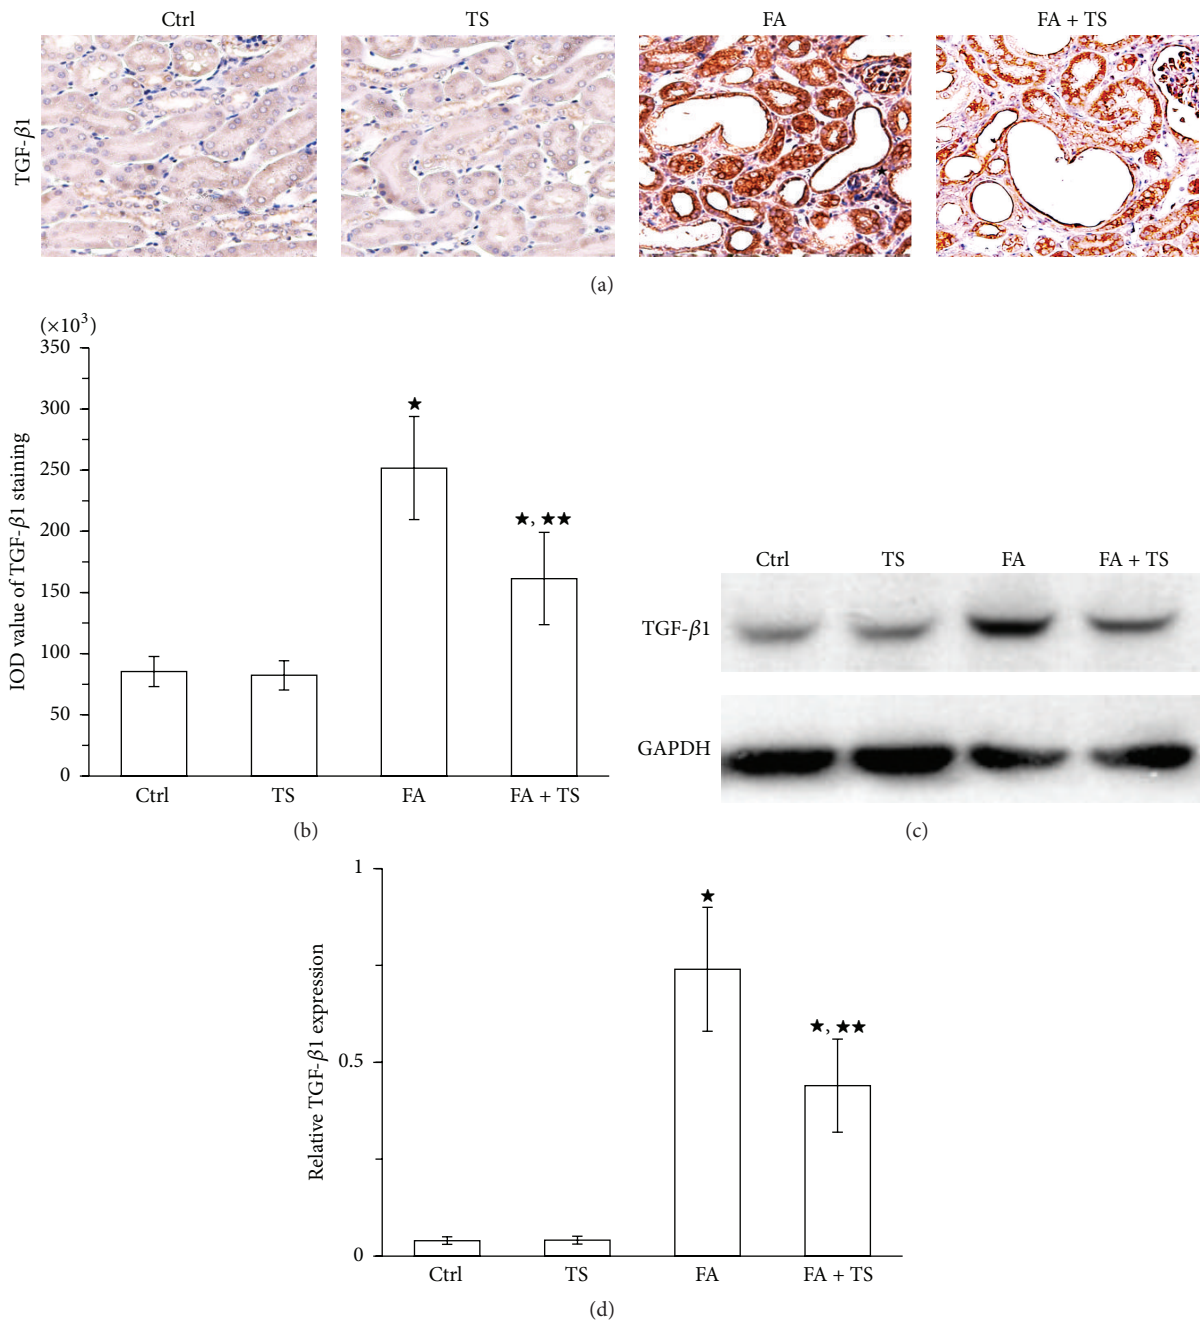 Ctrl TS FA FA + TS
TGF-β1
(a)
(×10³)
350
300
250
200
150
100
50
0
IOD value of TGF-β1 staining
★
★, ★★
Ctrl TS FA FA + TS
(b)
Ctrl TS FA FA + TS
TGF-β1
GAPDH
(c)
1
0.5
0
Relative TGF-β1 expression
★
★, ★★
Ctrl TS FA FA + TS
(d)